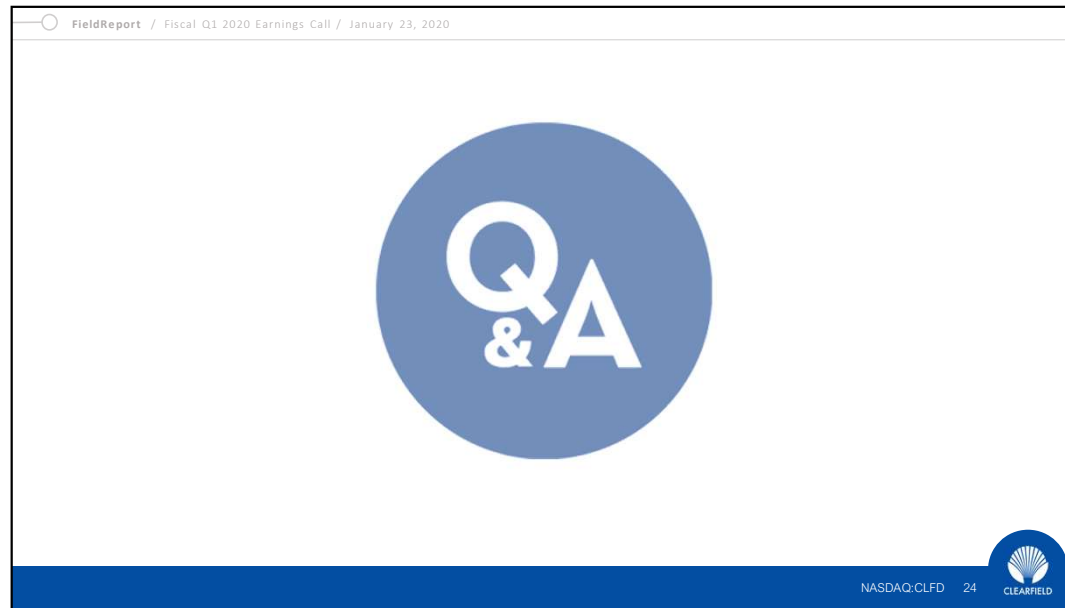 FieldReport / Fiscal Q1 2020 Earnings Call / January 23, 2020
Q
&A
NASDAQ:CLFD 24
CLEARFIELD